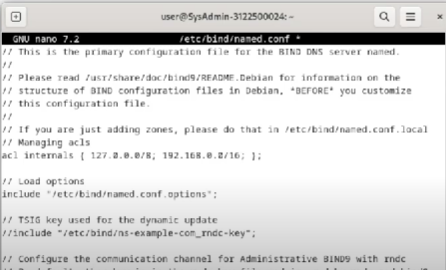 user@SysAdmin-3122500024: ~
GNU nano 7.2 /etc/bind/named.conf *
// This is the primary configuration file for the BIND DNS server named.
//
// Please read /usr/share/doc/bind9/README.Debian for information on the
// structure of BIND configuration files in Debian, *BEFORE* you customize
// this configuration file.
//
// If you are just adding zones, please do that in /etc/bind/named.conf.local
// Managing acls
acl internals { 127.0.0.0/8; 192.168.0.0/16; };
// Load options
include "/etc/bind/named.conf.options";
// TSIG key used for the dynamic update
//include "/etc/bind/ns-example-com_rndc-key";
// Configure the communication channel for Administrative BIND9 with rndc